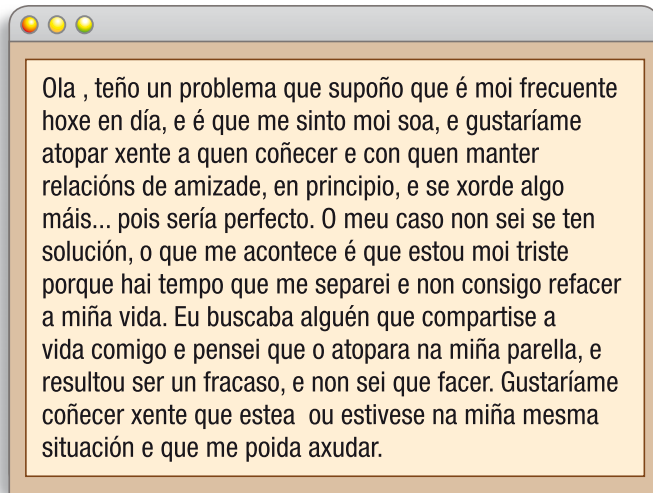 Ola , teño un problema que supoño que é moi frecuente
hoxe en día, e é que me sinto moi soa, e gustaríame
atopar xente a quen coñecer e con quen manter
relacións de amizade, en principio, e se xorde algo
máis... pois sería perfecto. O meu caso non sei se ten
solución, o que me acontece é que estou moi triste
porque hai tempo que me separei e non consigo refacer
a miña vida. Eu buscaba alguén que compartise a
vida comigo e pensei que o atopara na miña parella, e
resultou ser un fracaso, e non sei que facer. Gustaríame
coñecer xente que estea  ou estivese na miña mesma
situación e que me poida axudar.